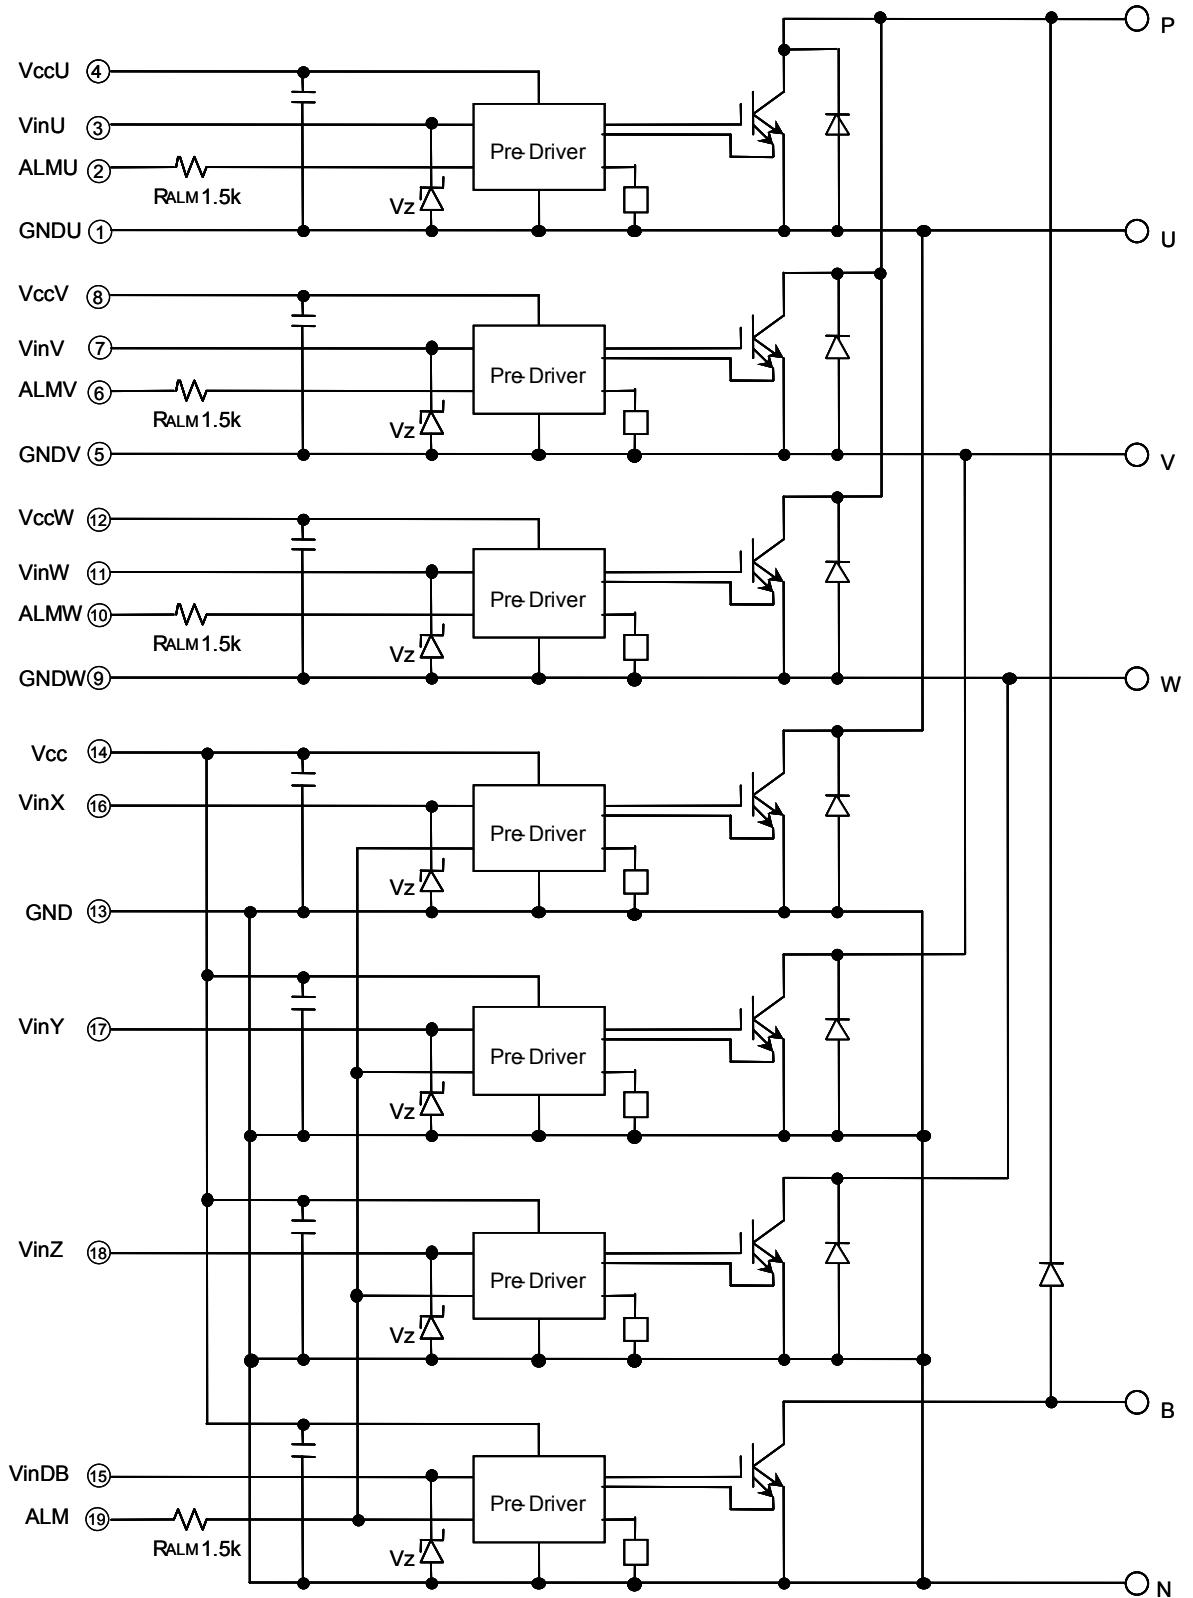 P
VccU 4
VinU 3
Pre-Driver
ALMU 2
RALM 1.5k
Vz
GNDU 1
U
VccV 8
VinV 7
Pre-Driver
ALMV 6
RALM 1.5k
Vz
GNDV 5
V
VccW 12
VinW 11
Pre-Driver
ALMW 10
RALM 1.5k
Vz
GNDW 9
W
Vcc 14
VinX 16
Pre-Driver
Vz
GND 13
VinY 17
Pre-Driver
Vz
VinZ 18
Pre-Driver
Vz
B
VinDB 15
Pre-Driver
ALM 19
RALM 1.5k
Vz
N